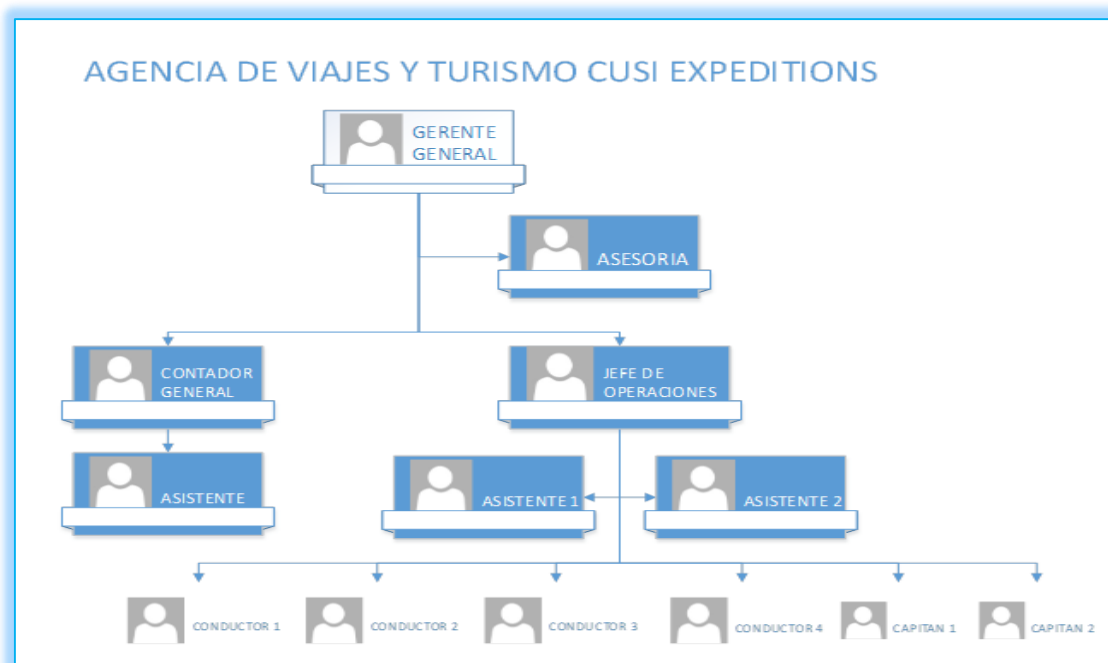 AGENCIA DE VIAJES Y TURISMO CUSI EXPEDITIONS
GERENTE
GENERAL
ASESORIA
CONTADOR
GENERAL
JEFE DE
OPERACIONES
ASISTENTE
ASISTENTE 1
ASISTENTE 2
CONDUCTOR 1
CONDUCTOR 2
CONDUCTOR 3
CONDUCTOR 4
CAPITAN 1
CAPITAN 2